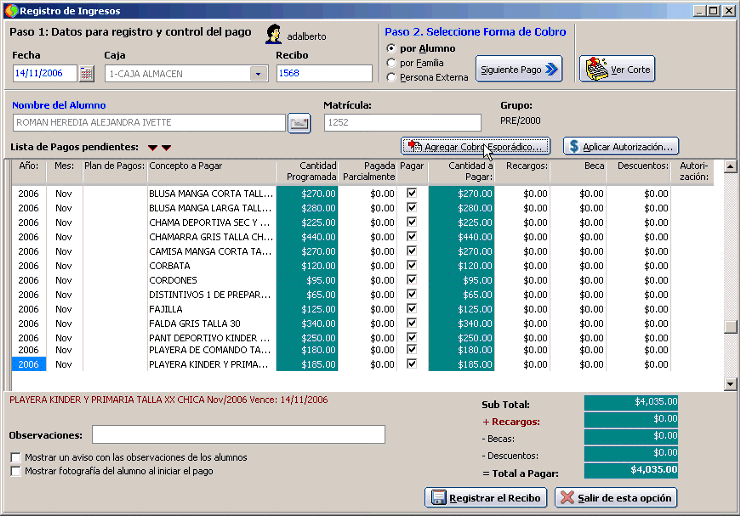 Registro de Ingresos
Paso 1: Datos para registro y control del pago
adalberto
Paso 2. Seleccione Forma de Cobro
Fecha Caja Recibo
14/11/2006 1-CAJA ALMACEN 1568
por Alumno
por Familia
Persona Externa
Siguiente Pago
Ver Corte
Nombre del Alumno Matrícula: Grupo:
ROMAN HEREDIA ALEJANDRA IVETTE 1252 PRE/2000
Lista de Pagos pendientes:
Agregar Cobro Esporádico...
Aplicar Autorización...
Año: Mes: Plan de Pagos: Concepto a Pagar Cantidad Programada Pagada Parcialmente Pagar Cantidad a Pagar: Recargos: Beca Descuentos: Autori-zación:
2006 Nov BLUSA MANGA CORTA TALL... $270.00 $0.00 $270.00 $0.00 $0.00 $0.00
2006 Nov BLUSA MANGA LARGA TALL... $280.00 $0.00 $280.00 $0.00 $0.00 $0.00
2006 Nov CHAMA DEPORTIVA SEC Y ... $225.00 $0.00 $225.00 $0.00 $0.00 $0.00
2006 Nov CHAMARRA GRIS TALLA CH... $440.00 $0.00 $440.00 $0.00 $0.00 $0.00
2006 Nov CAMISA MANGA CORTA TA... $270.00 $0.00 $270.00 $0.00 $0.00 $0.00
2006 Nov CORBATA $120.00 $0.00 $120.00 $0.00 $0.00 $0.00
2006 Nov CORDONES $95.00 $0.00 $95.00 $0.00 $0.00 $0.00
2006 Nov DISTINTIVOS 1 DE PREPAR... $65.00 $0.00 $65.00 $0.00 $0.00 $0.00
2006 Nov FAJILLA $125.00 $0.00 $125.00 $0.00 $0.00 $0.00
2006 Nov FALDA GRIS TALLA 30 $340.00 $0.00 $340.00 $0.00 $0.00 $0.00
2006 Nov PANT DEPORTIVO KINDER ... $250.00 $0.00 $250.00 $0.00 $0.00 $0.00
2006 Nov PLAYERA DE COMANDO TA... $180.00 $0.00 $180.00 $0.00 $0.00 $0.00
2006 Nov PLAYERA KINDER Y PRIMA... $185.00 $0.00 $185.00 $0.00 $0.00 $0.00
PLAYERA KINDER Y PRIMARIA TALLA XX CHICA Nov/2006 Vence: 14/11/2006
Sub Total: $4,035.00
+ Recargos: $0.00
- Becas: $0.00
- Descuentos: $0.00
= Total a Pagar: $4,035.00
Observaciones:
Mostrar un aviso con las observaciones de los alumnos
Mostrar fotografía del alumno al iniciar el pago
Registrar el Recibo
Salir de esta opción